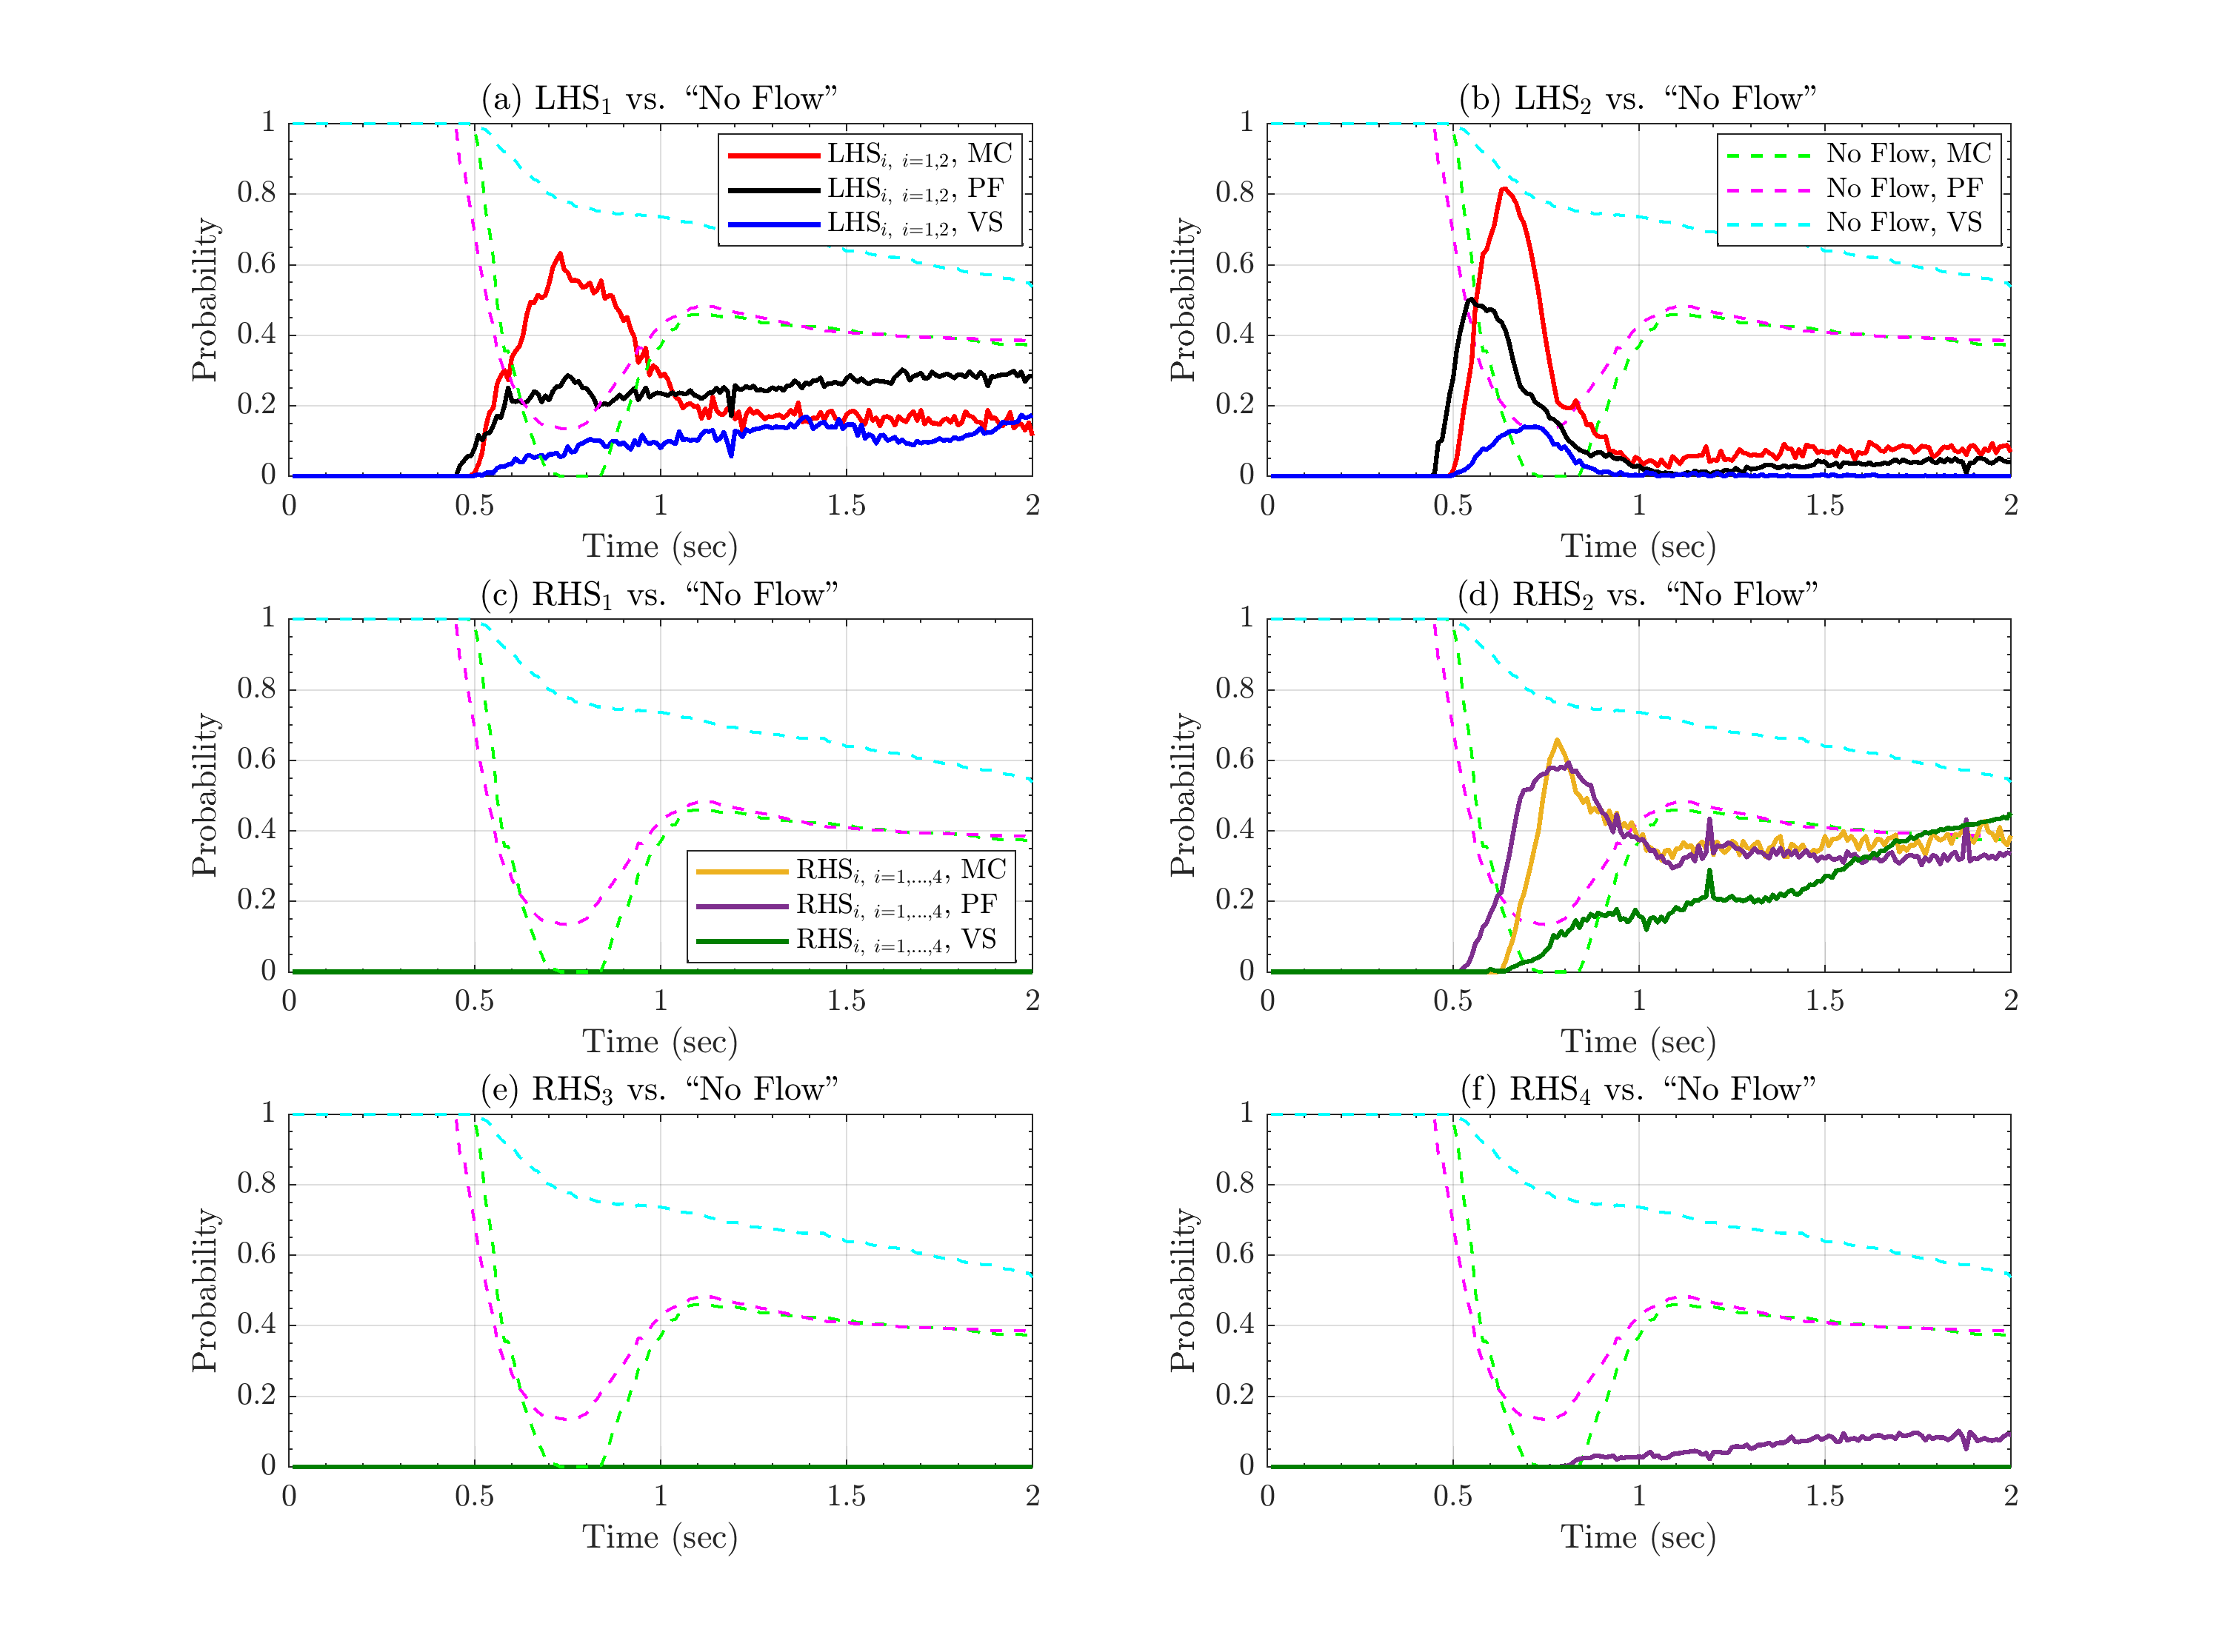 (a) LHS₁ vs. “No Flow”
1
0.8
0.6
0.4
0.2
0
Probability
LHSᵢ, ᵢ₌₁,₂, MC
LHSᵢ, ᵢ₌₁,₂, PF
LHSᵢ, ᵢ₌₁,₂, VS
0 0.5 1 1.5 2
Time (sec)
(b) LHS₂ vs. “No Flow”
1
0.8
0.6
0.4
0.2
0
Probability
No Flow, MC
No Flow, PF
No Flow, VS
0 0.5 1 1.5 2
Time (sec)
(c) RHS₁ vs. “No Flow”
1
0.8
0.6
0.4
0.2
0
Probability
RHSᵢ, ᵢ₌₁,...,₄, MC
RHSᵢ, ᵢ₌₁,...,₄, PF
RHSᵢ, ᵢ₌₁,...,₄, VS
0 0.5 1 1.5 2
Time (sec)
(d) RHS₂ vs. “No Flow”
1
0.8
0.6
0.4
0.2
0
Probability
0 0.5 1 1.5 2
Time (sec)
(e) RHS₃ vs. “No Flow”
1
0.8
0.6
0.4
0.2
0
Probability
0 0.5 1 1.5 2
Time (sec)
(f) RHS₄ vs. “No Flow”
1
0.8
0.6
0.4
0.2
0
Probability
0 0.5 1 1.5 2
Time (sec)